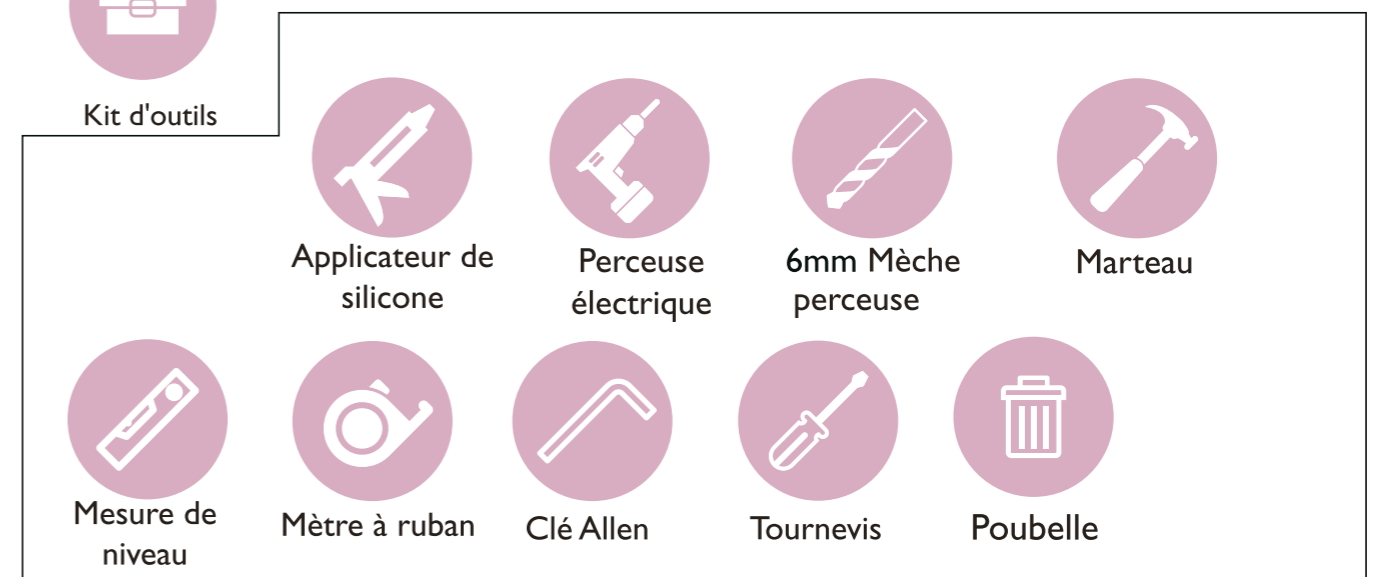 Kit d'outils
Applicateur de
silicone
Perceuse
électrique
6mm Mèche
perceuse
Marteau
Mesure de
niveau
Mètre à ruban
Clé Allen
Tournevis
Poubelle